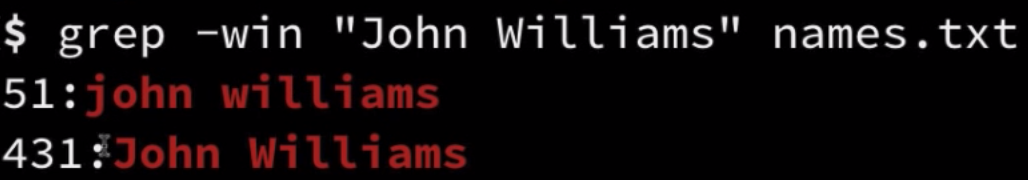 $ grep -win "John Williams" names.txt
51:john williams
431:John Williams